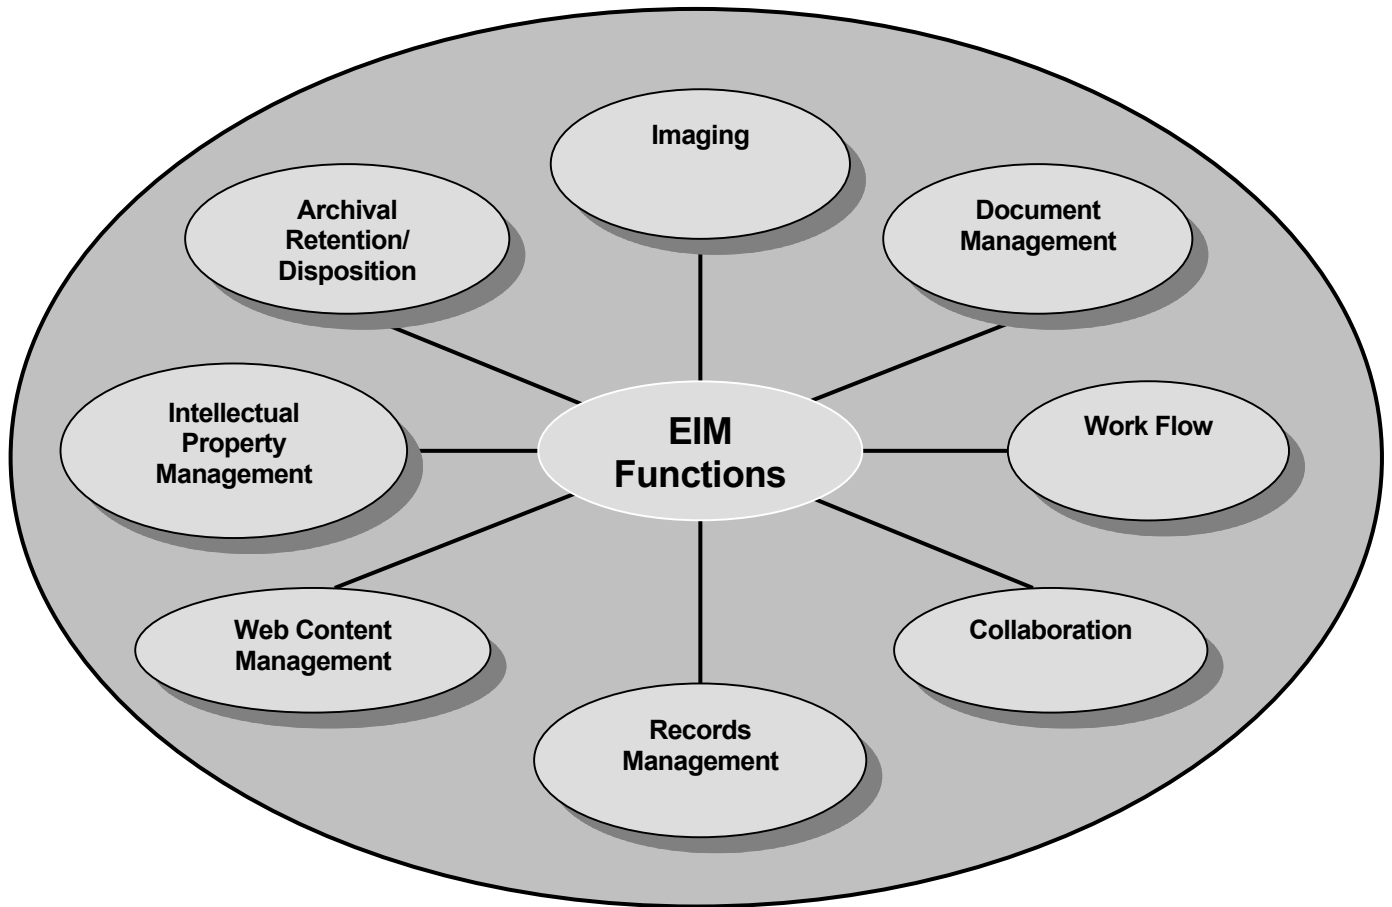 Imaging
Archival
Retention/
Disposition
Document
Management
Intellectual
Property
Management
EIM
Functions
Work Flow
Web Content
Management
Collaboration
Records
Management